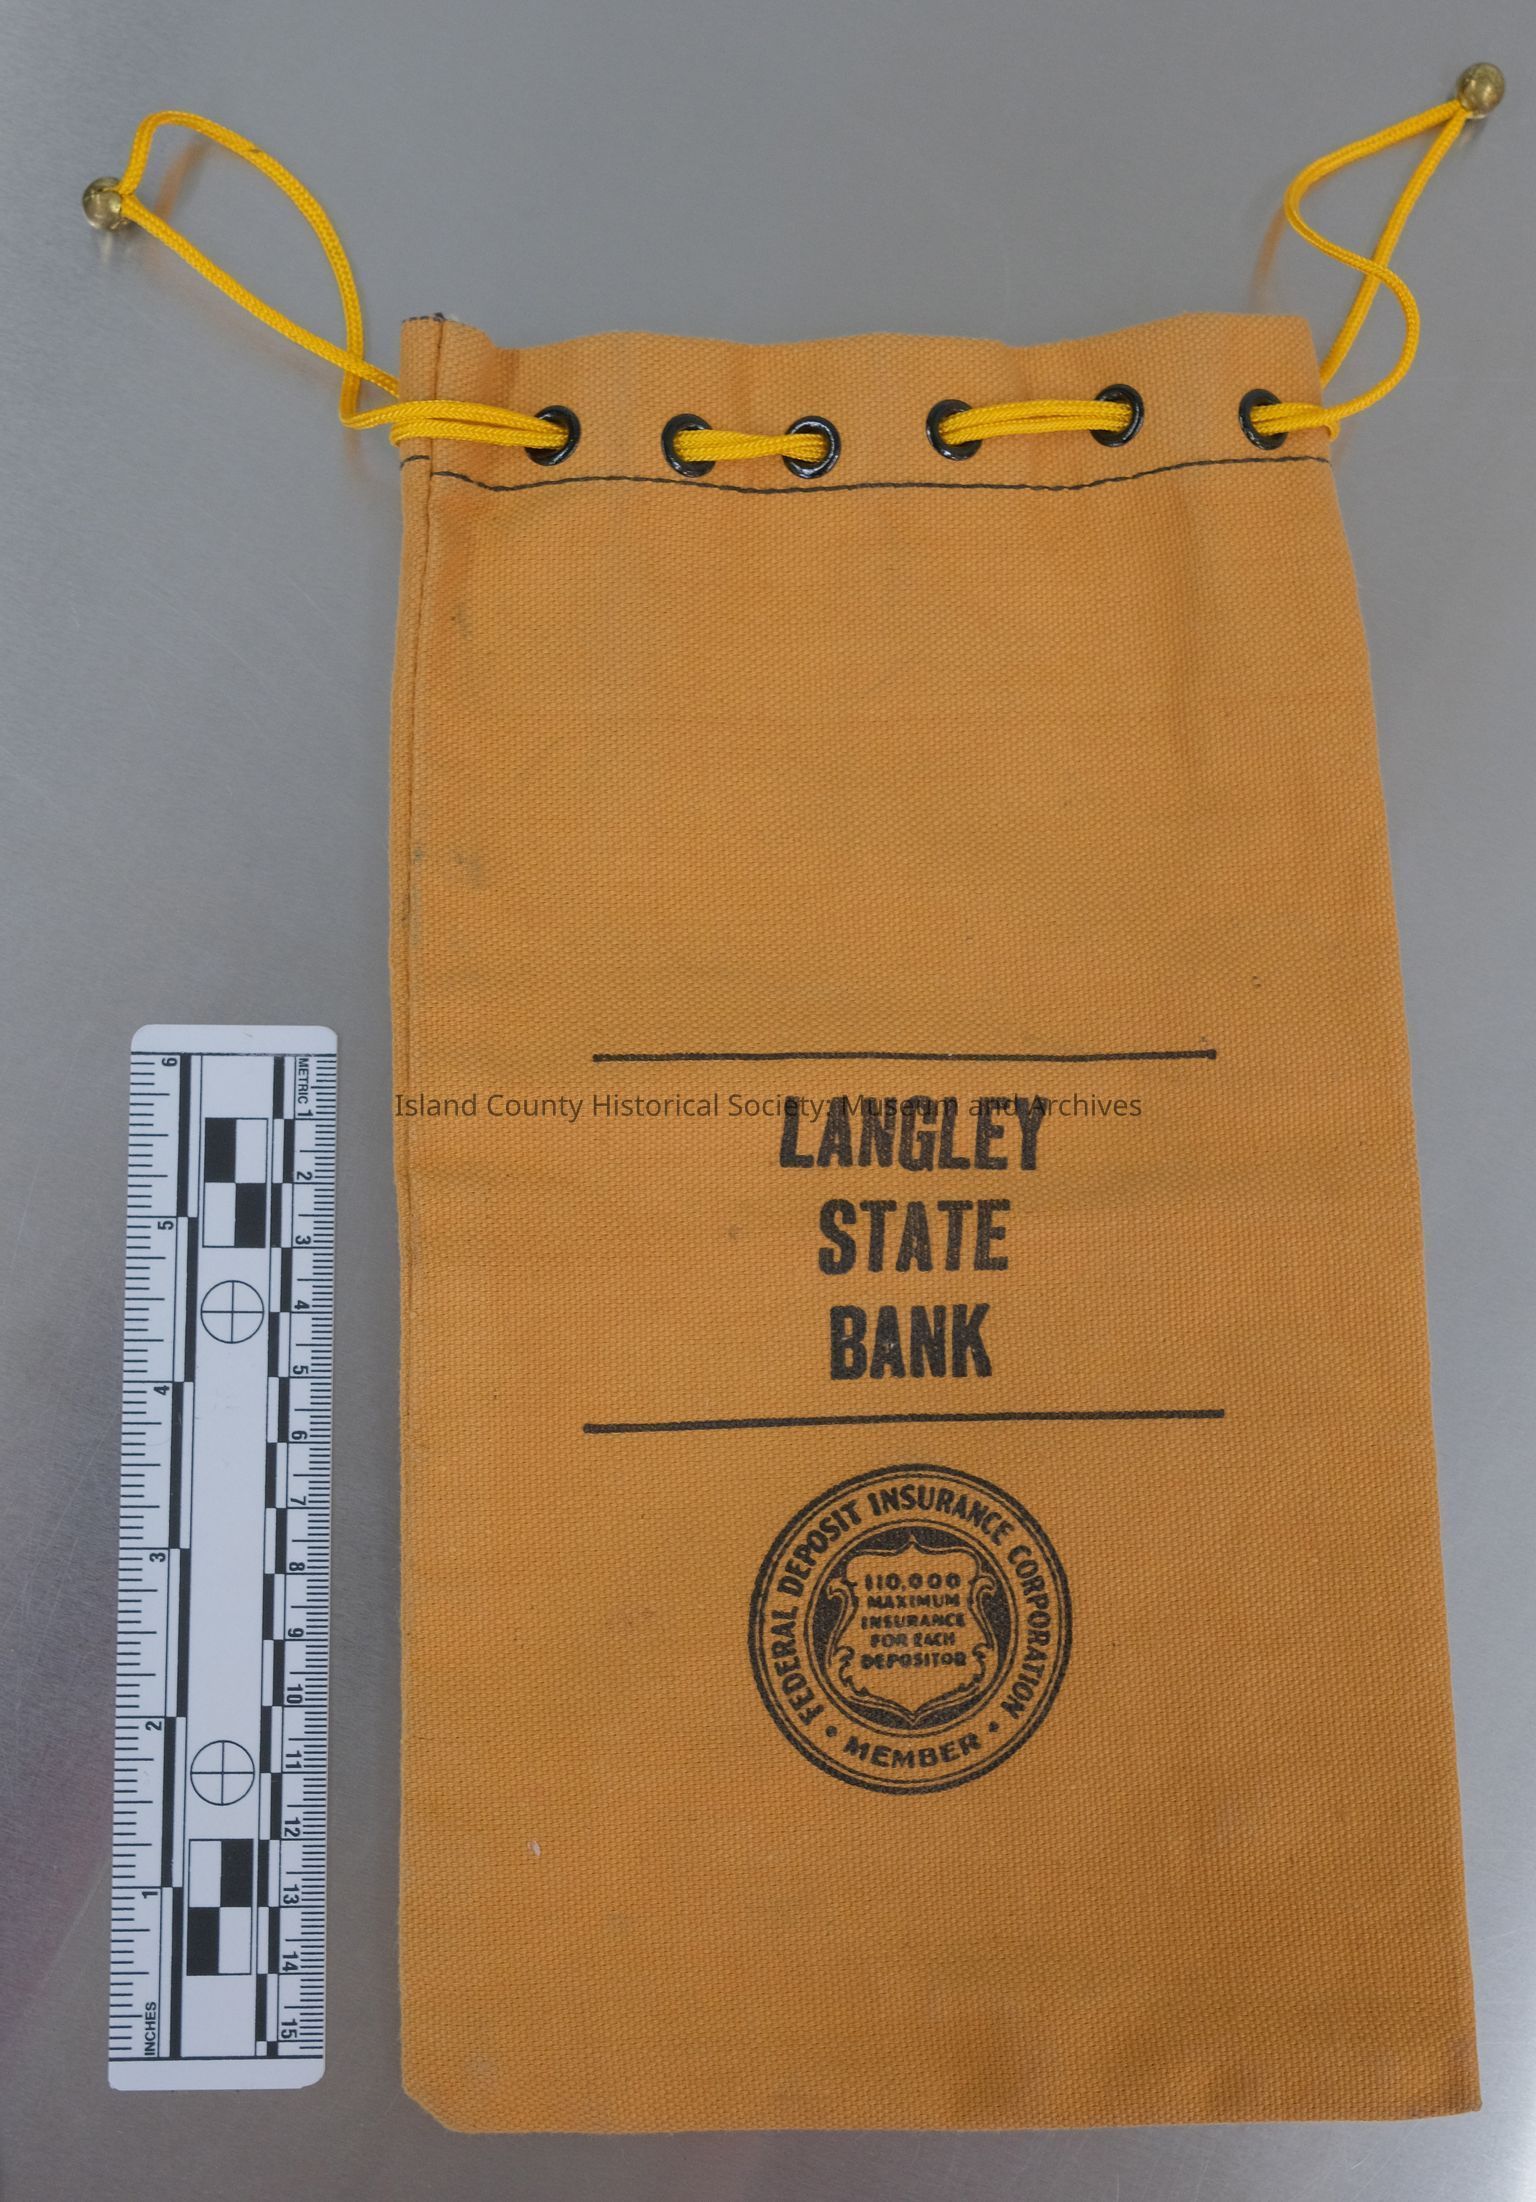 Island County Historical Society: Museum and Archives
LANGLEY
STATE
BANK
FEDERAL DEPOSIT INSURANCE CORPORATION
$10,000
MAXIMUM
INSURANCE
FOR EACH
DEPOSITOR
• MEMBER •
METRIC 1
2
3
4
5
6
7
8
9
10
11
12
13
14
15
6
5
4
3
2
1
INCHES